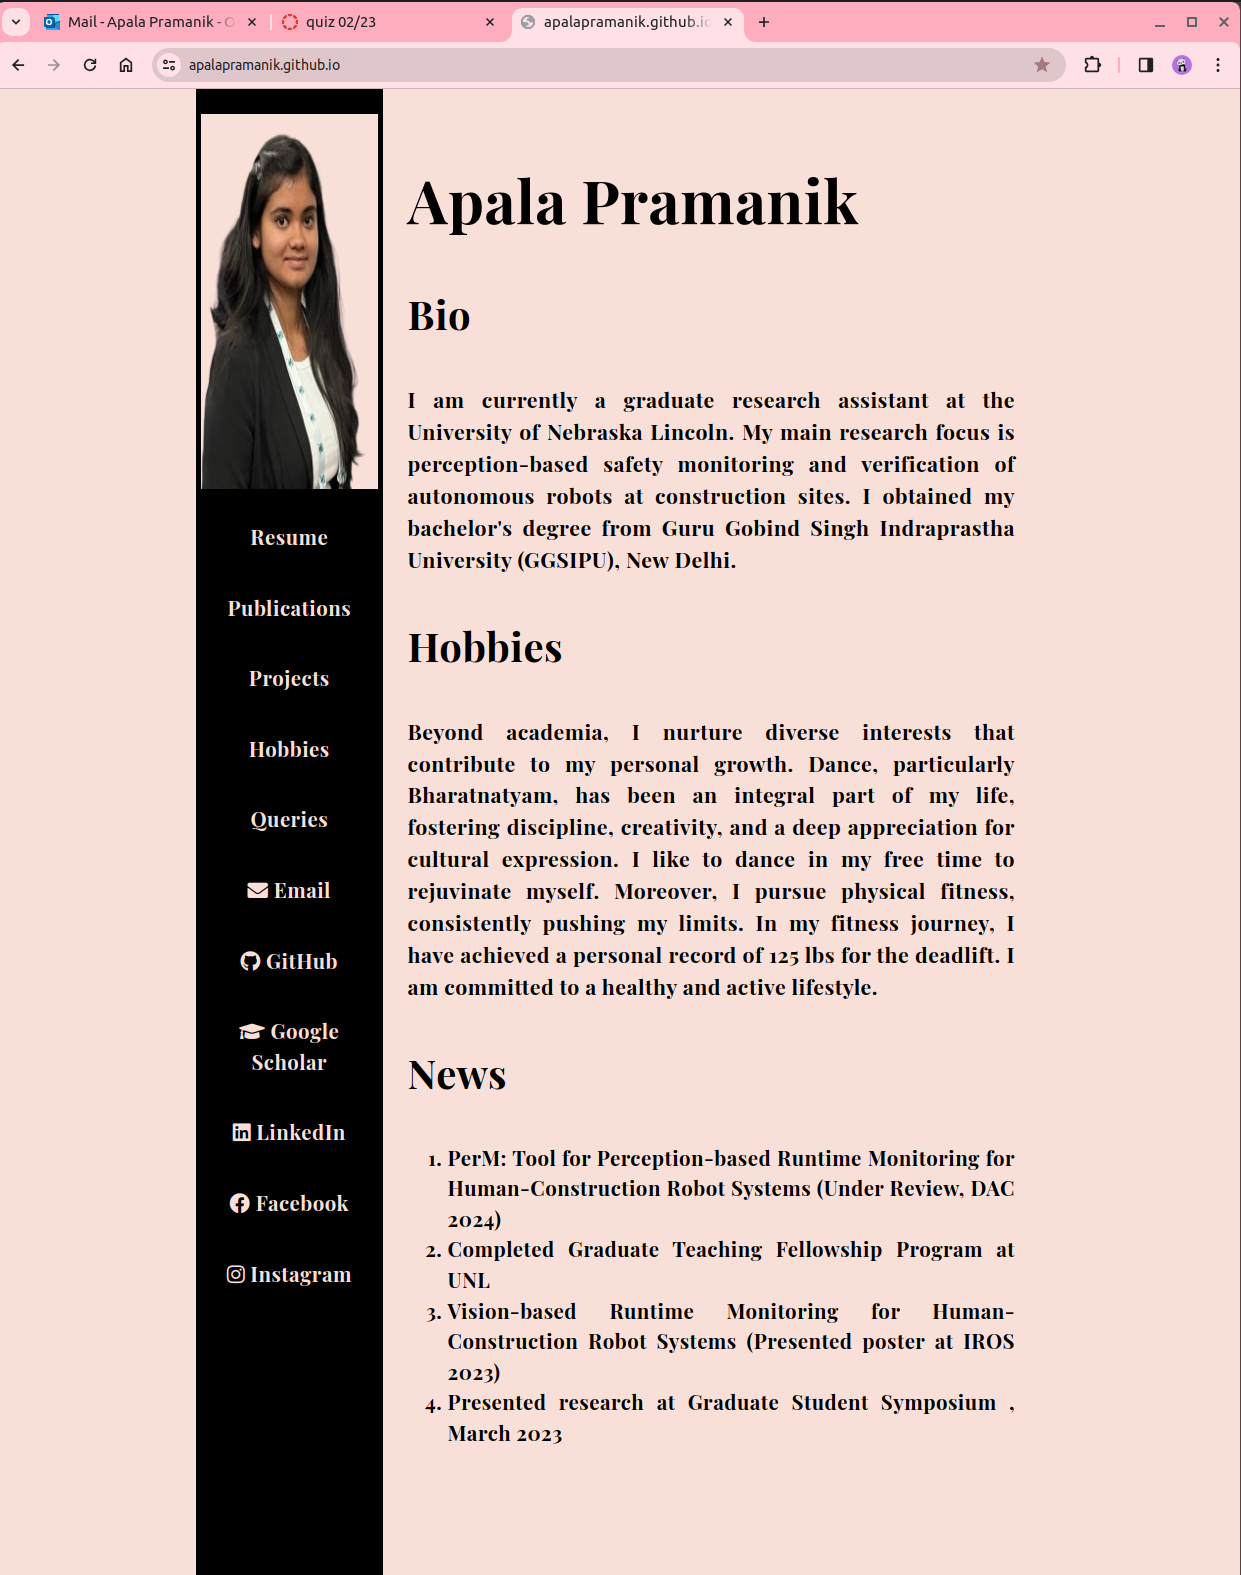 Mail - Apala Pramanik - O
quiz 02/23
apalapramanik.github.io
apalapramanik.github.io
Apala Pramanik
Bio
I am currently a graduate research assistant at the
University of Nebraska Lincoln. My main research focus is
perception-based safety monitoring and verification of
autonomous robots at construction sites. I obtained my
bachelor's degree from Guru Gobind Singh Indraprastha
University (GGSIPU), New Delhi.
Hobbies
Beyond academia, I nurture diverse interests that
contribute to my personal growth. Dance, particularly
Bharatnatyam, has been an integral part of my life,
fostering discipline, creativity, and a deep appreciation for
cultural expression. I like to dance in my free time to
rejuvinate myself. Moreover, I pursue physical fitness,
consistently pushing my limits. In my fitness journey, I
have achieved a personal record of 125 lbs for the deadlift. I
am committed to a healthy and active lifestyle.
News
1. PerM: Tool for Perception-based Runtime Monitoring for
Human-Construction Robot Systems (Under Review, DAC
2024)
2. Completed Graduate Teaching Fellowship Program at
UNL
3. Vision-based Runtime Monitoring for Human-
Construction Robot Systems (Presented poster at IROS
2023)
4. Presented research at Graduate Student Symposium ,
March 2023
Resume
Publications
Projects
Hobbies
Queries
Email
GitHub
Google
Scholar
LinkedIn
Facebook
Instagram